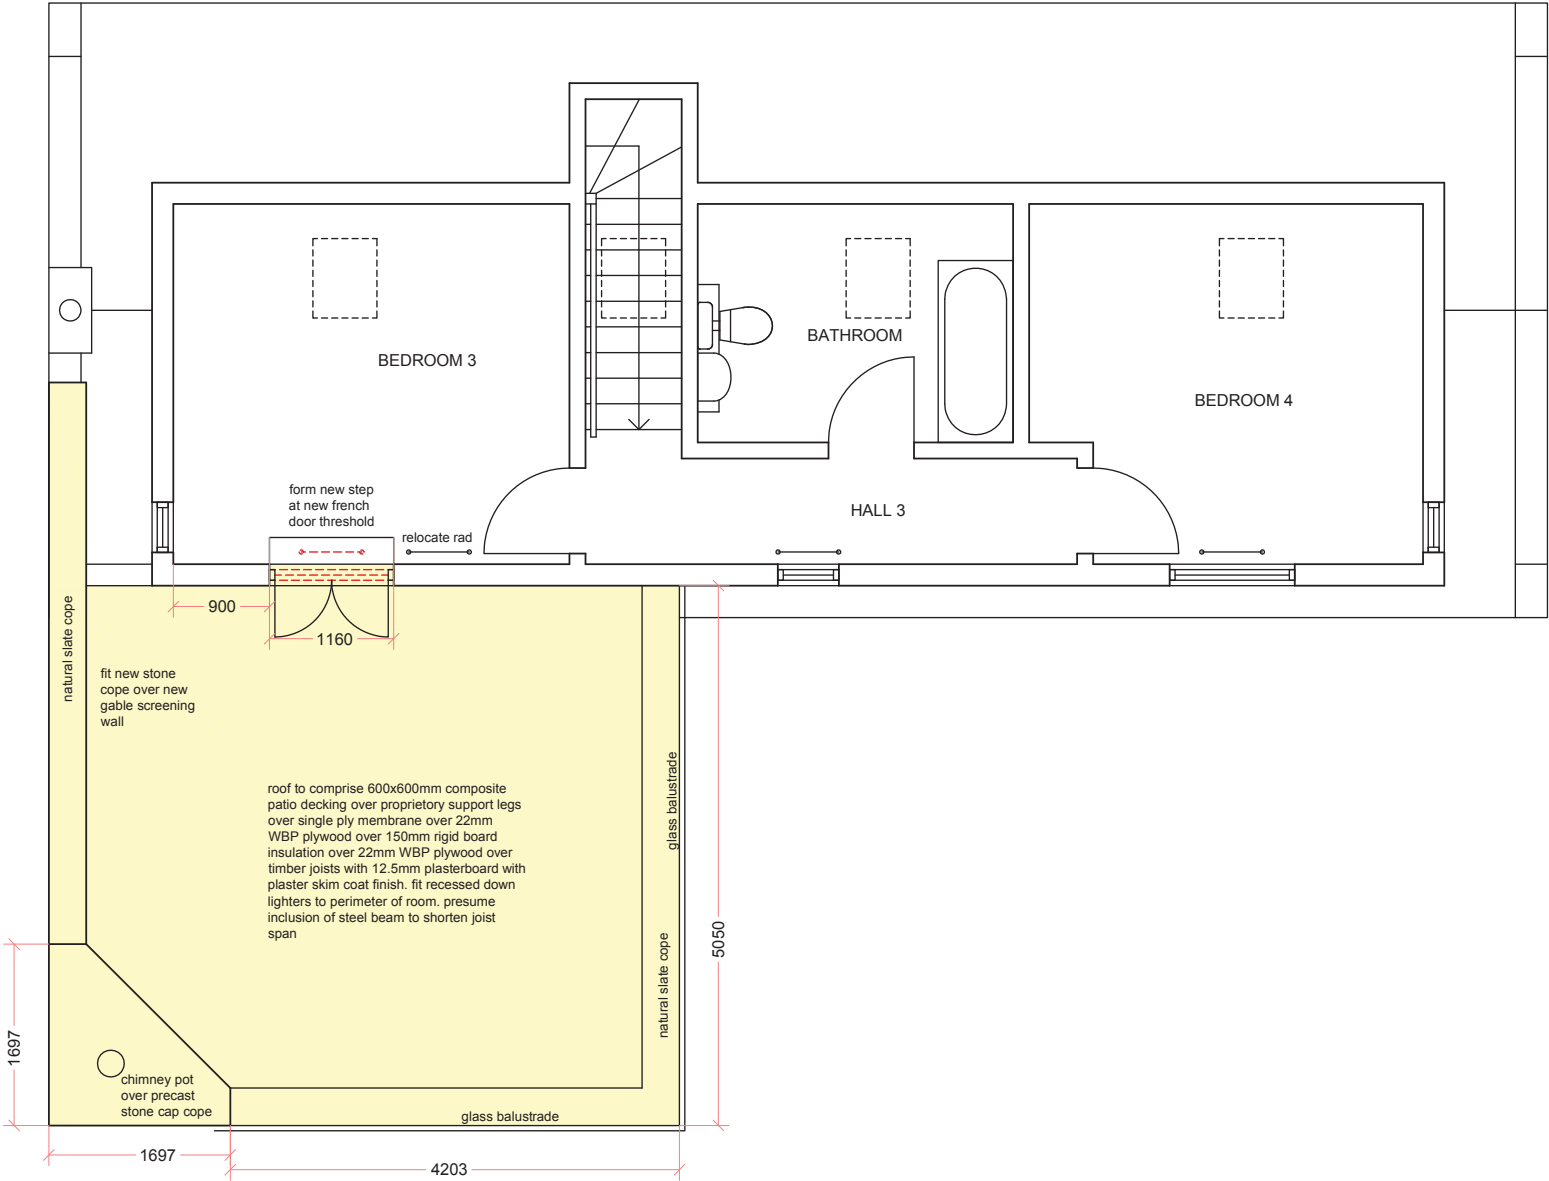 BEDROOM 3
BATHROOM
BEDROOM 4
form new step
at new french
door threshold
relocate rad
HALL 3
900
1160
natural slate cope
fit new stone
cope over new
gable screening
wall
roof to comprise 600x600mm composite
patio decking over proprietory support legs
over single ply membrane over 22mm
WBP plywood over 150mm rigid board
insulation over 22mm WBP plywood over
timber joists with 12.5mm plasterboard with
plaster skim coat finish. fit recessed down
lighters to perimeter of room. presume
inclusion of steel beam to shorten joist
span
glass balustrade
natural slate cope
5050
1697
chimney pot
over precast
stone cap cope
glass balustrade
1697
4203